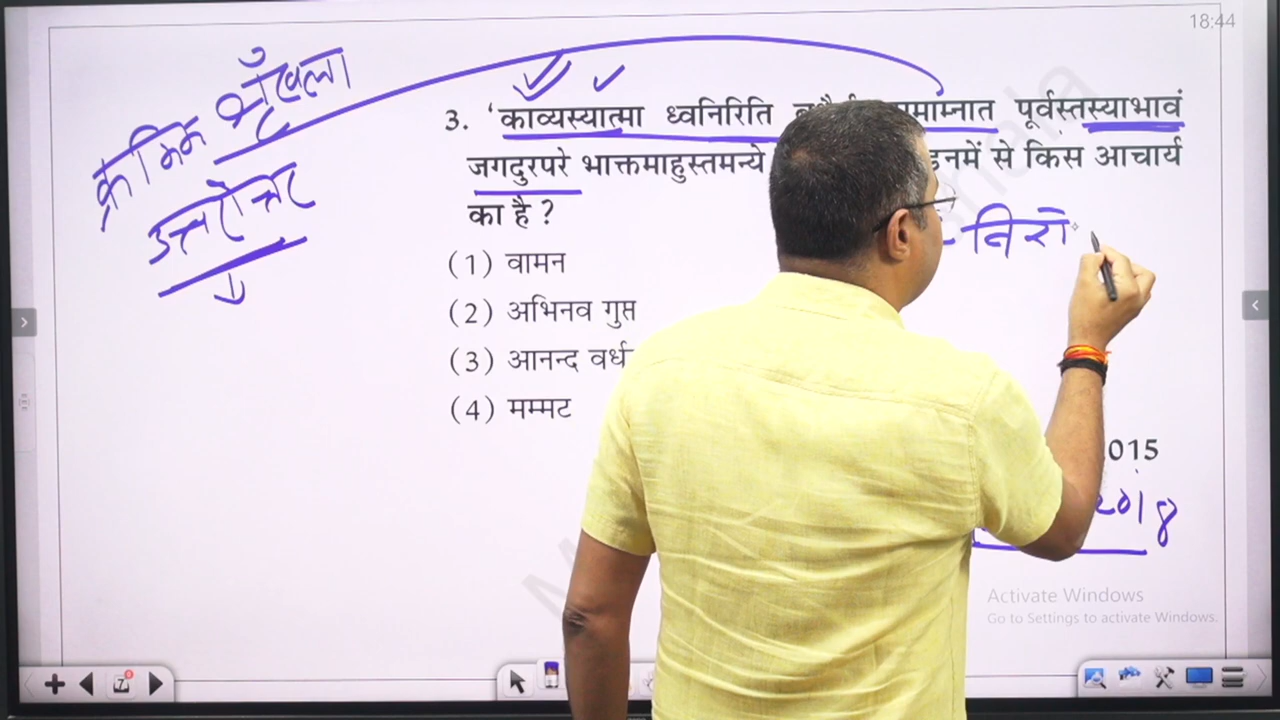 18:44
क्रमिक श्रृँखला
उत्तरोत्तर
3. 'काव्यस्यात्मा ध्वनिरिति माम्नात पूर्वस्तस्याभावं
जगदुरपरे भाक्तमाहुस्तमन्ये इनमें से किस आचार्य
का है ?
- निरो
(1) वामन
(2) अभिनव गुप्त
(3) आनन्द वर्ध
(4) मम्मट
015
2018
Activate Windows
Go to Settings to activate Windows.
7